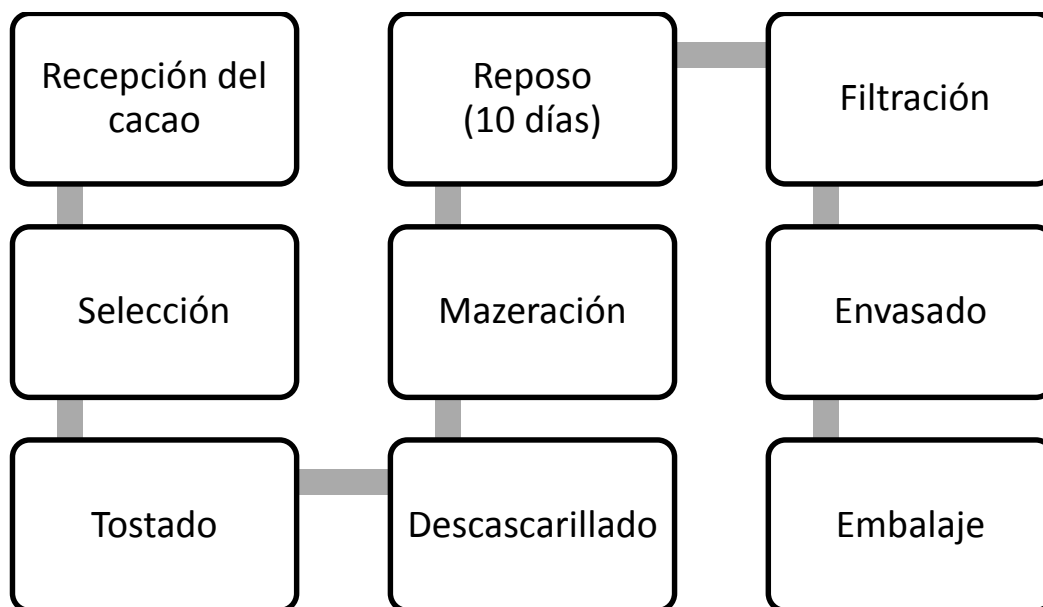 Recepción del
cacao
Selección
Tostado
Descascarillado
Mazeración
Reposo
(10 días)
Filtración
Envasado
Embalaje